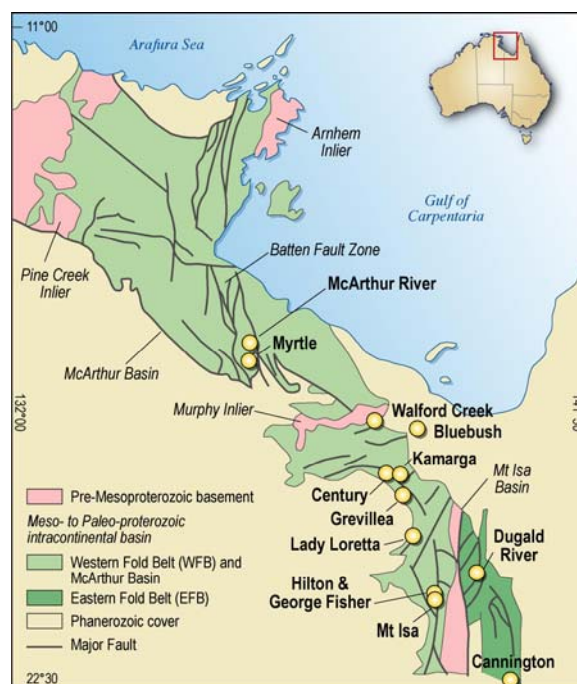 11°00
Arafura Sea
Arnhem
Inlier
Gulf of
Carpentaria
Batten Fault Zone
Pine Creek
Inlier
McArthur River
Myrtle
McArthur Basin
132°00
Murphy Inlier
Walford Creek
Bluebush
Kamarga
Mt Isa
Basin
Century
Grevillea
Pre-Mesoproterozoic basement
Meso- to Paleo-proterozoic
intracontinental basin
Lady Loretta
Dugald
River
Western Fold Belt (WFB) and
McArthur Basin
Hilton &
George Fisher
Eastern Fold Belt (EFB)
Phanerozoic cover
Mt Isa
Major Fault
Cannington
22°30